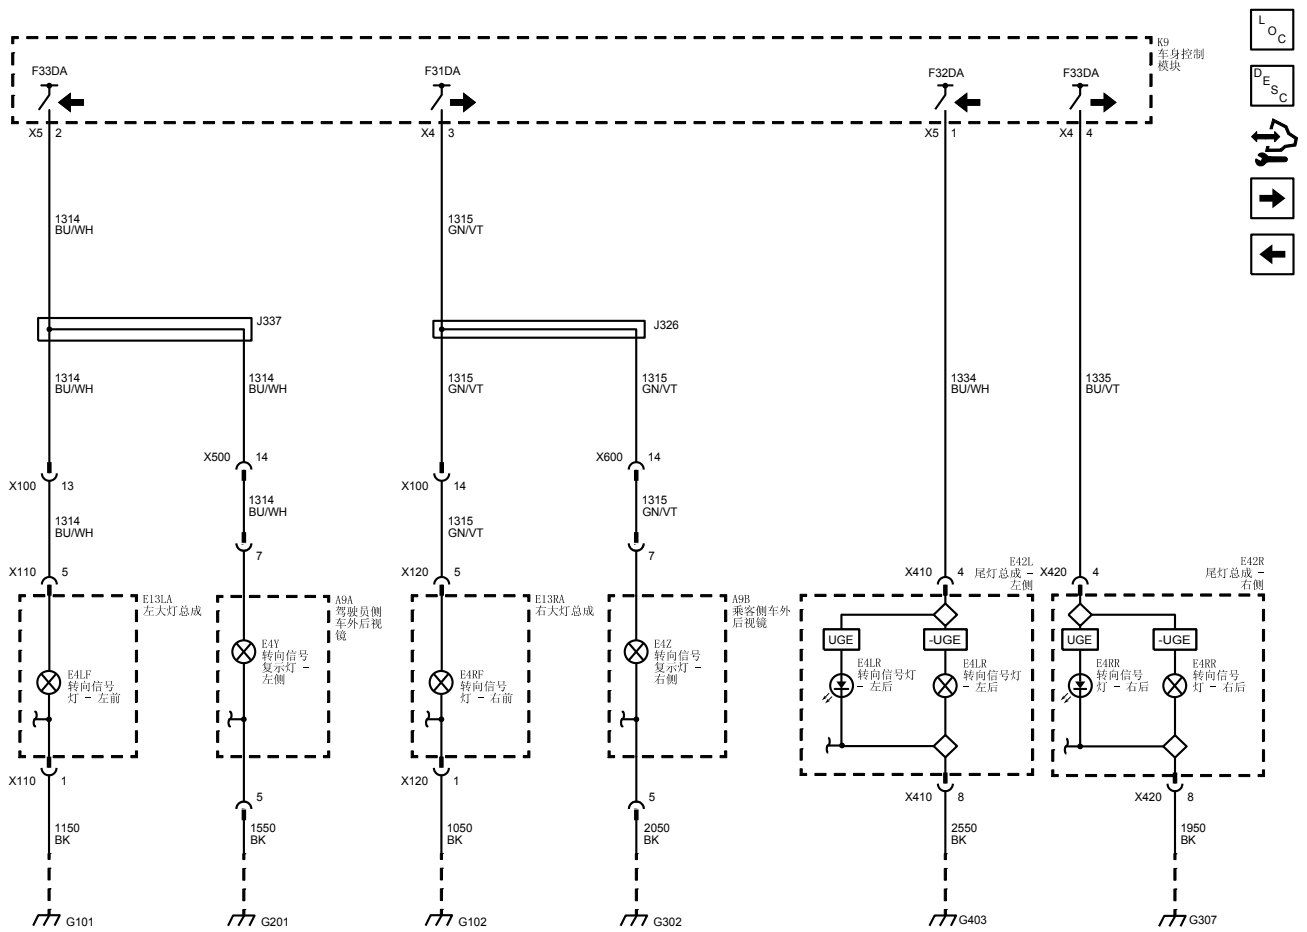 L
O
C
D
E
S
C
K9
车身控制
模块
F33DA
F31DA
F32DA
F33DA
X5 2
X4 3
X5 1
X4 4
1314
BU/WH
1315
GN/VT
J337
J326
1314
BU/WH
1314
BU/WH
1315
GN/VT
1315
GN/VT
1334
BU/WH
1335
BU/VT
X500 14
X600 14
X100 13
X100 14
1314
BU/WH
1314
BU/WH
1315
GN/VT
1315
GN/VT
7
7
X110 5
X120 5
X410 4
X420 4
E42L
尾灯总成 -
左侧
E42R
尾灯总成 -
右侧
E13LA
左大灯总成
A9A
驾驶员侧
车外后视
镜
E13RA
右大灯总成
A9B
乘客侧车外
后视镜
E4LF
转向信号
灯 - 左前
E4Y
转向信号
复示灯 -
左侧
E4RF
转向信号
灯 - 右前
E4Z
转向信号
复示灯 -
右侧
UGE
-UGE
UGE
-UGE
E4LR
转向信号灯
- 左后
E4LR
转向信号灯
- 左后
E4RR
转向信号
灯 - 右后
E4RR
转向信号
灯 - 右后
X110 1
5
X120 1
5
X410 8
X420 8
1150
BK
1550
BK
1050
BK
2050
BK
2550
BK
1950
BK
G101
G201
G102
G302
G403
G307